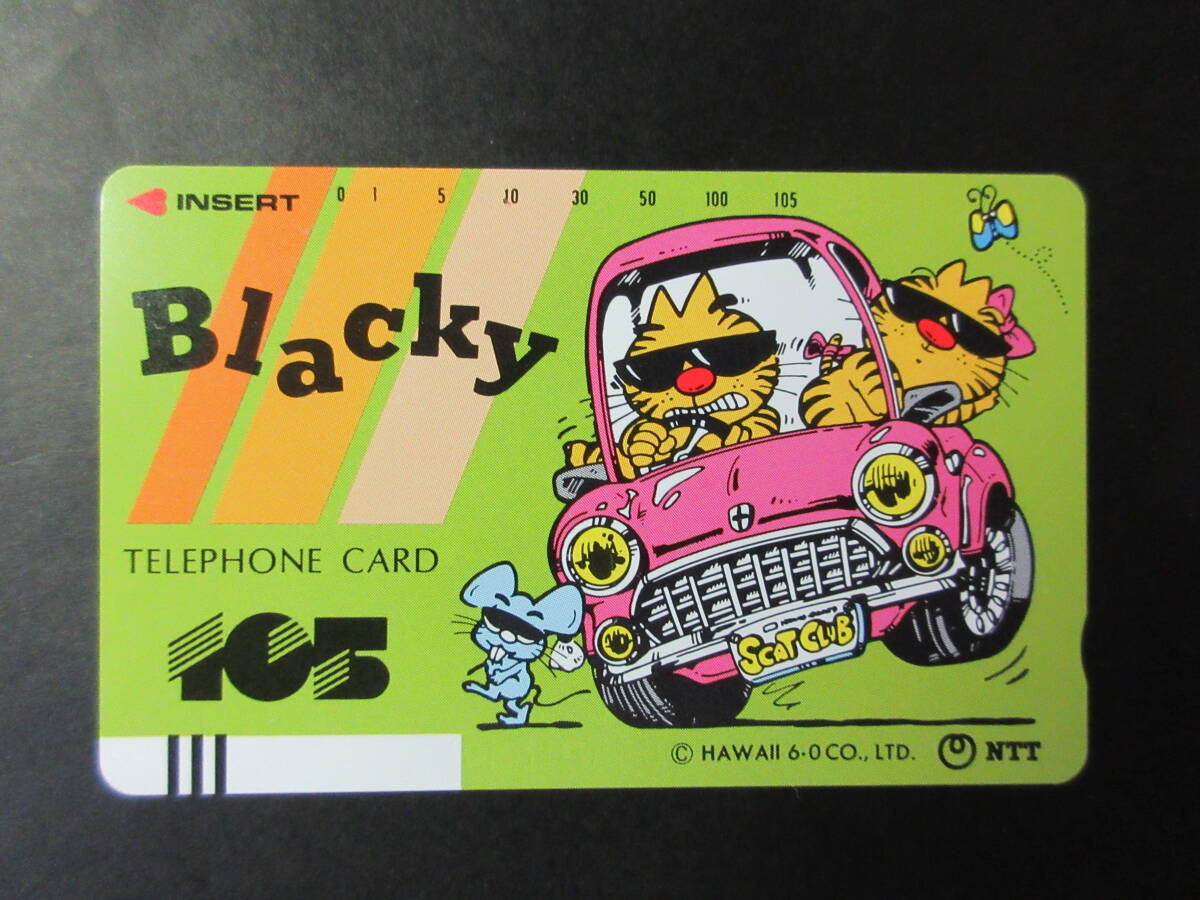 INSERT 0 1 5 10 30 50 100 105
Blacky
TELEPHONE CARD
105
SCAT CLUB
© HAWAII 6·0 CO., LTD. NTT